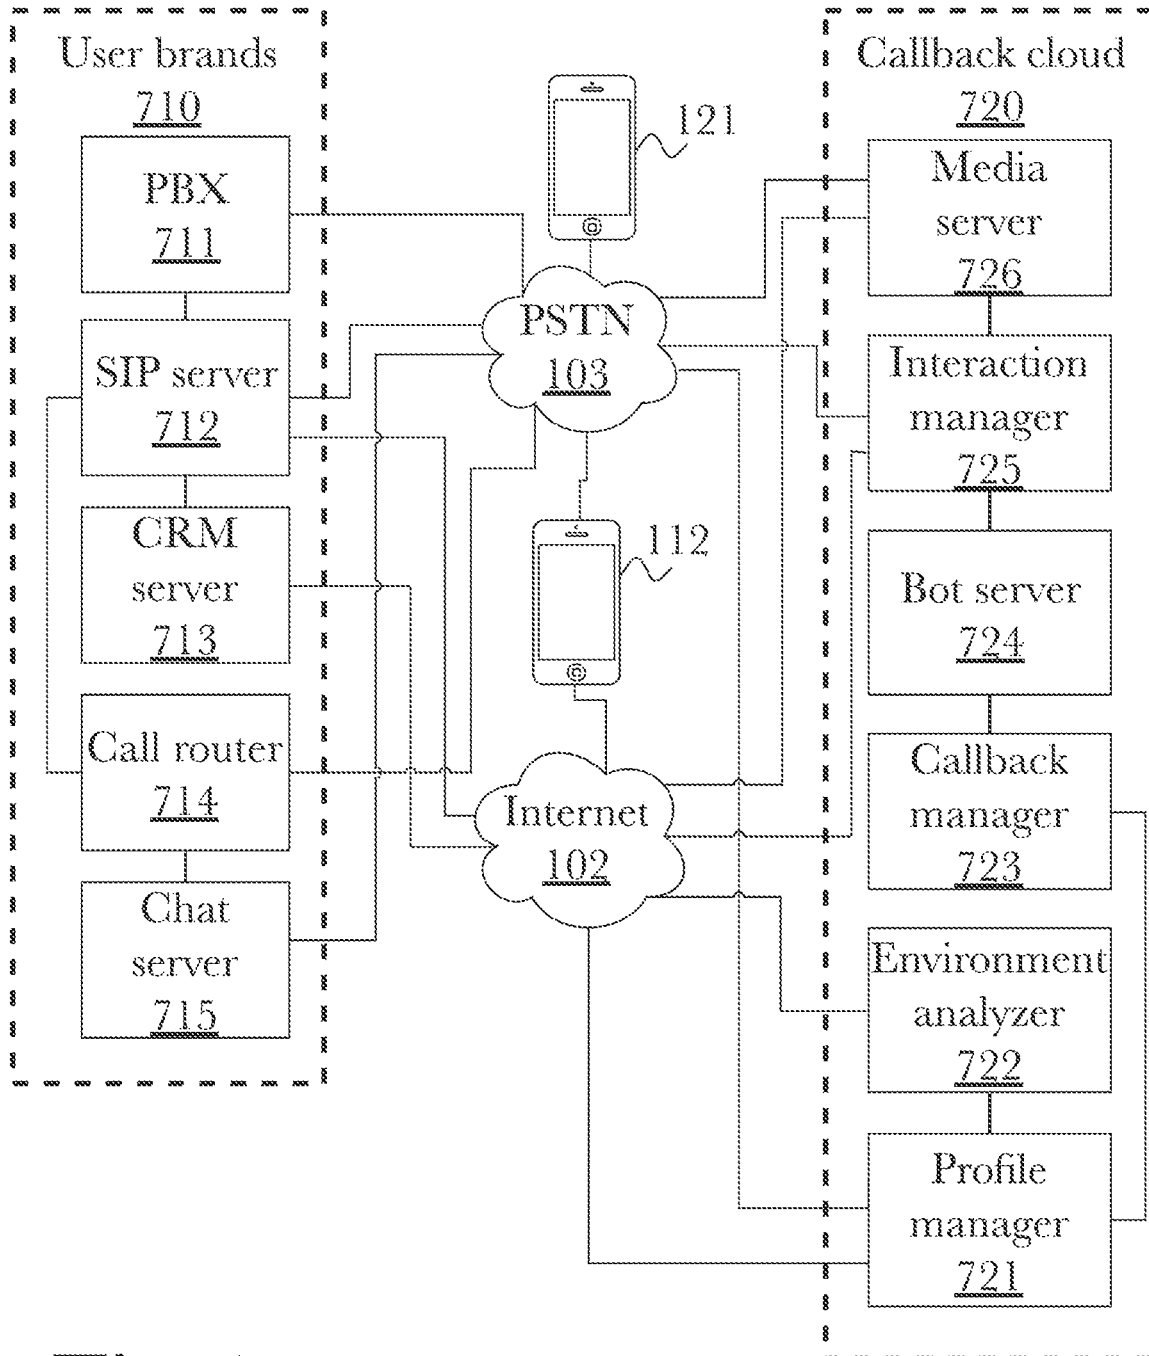 User brands
710
PBX
711
SIP server
712
CRM
server
713
Call router
714
Chat
server
715
121
PSTN
103
112
Internet
102
Callback cloud
720
Media
server
726
Interaction
manager
725
Bot server
724
Callback
manager
723
Environment
analyzer
722
Profile
manager
721